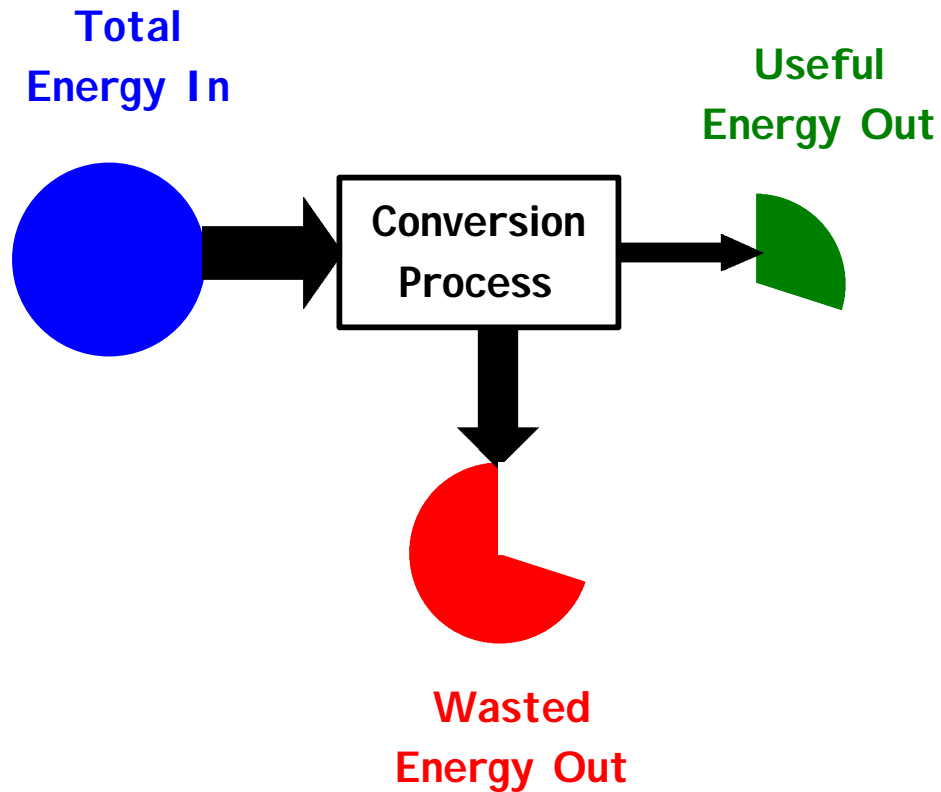 Total
Energy In
Useful
Energy Out
Conversion
Process
Wasted
Energy Out